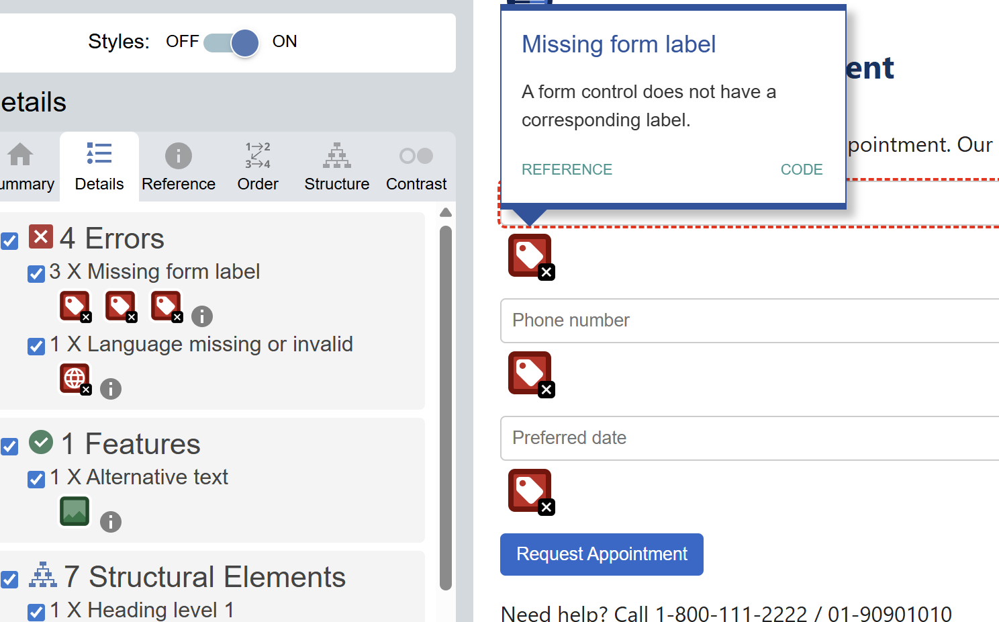 Styles: OFF ON
etails
ummary
Details
Reference
1→2
3→4
Order
Structure
Contrast
4 Errors
3 X Missing form label
1 X Language missing or invalid
1 Features
1 X Alternative text
7 Structural Elements
1 X Heading level 1
Missing form label
A form control does not have a
corresponding label.
REFERENCE CODE
ent
pointment. Our
Phone number
Preferred date
Request Appointment
Need help? Call 1-800-111-2222 / 01-90901010